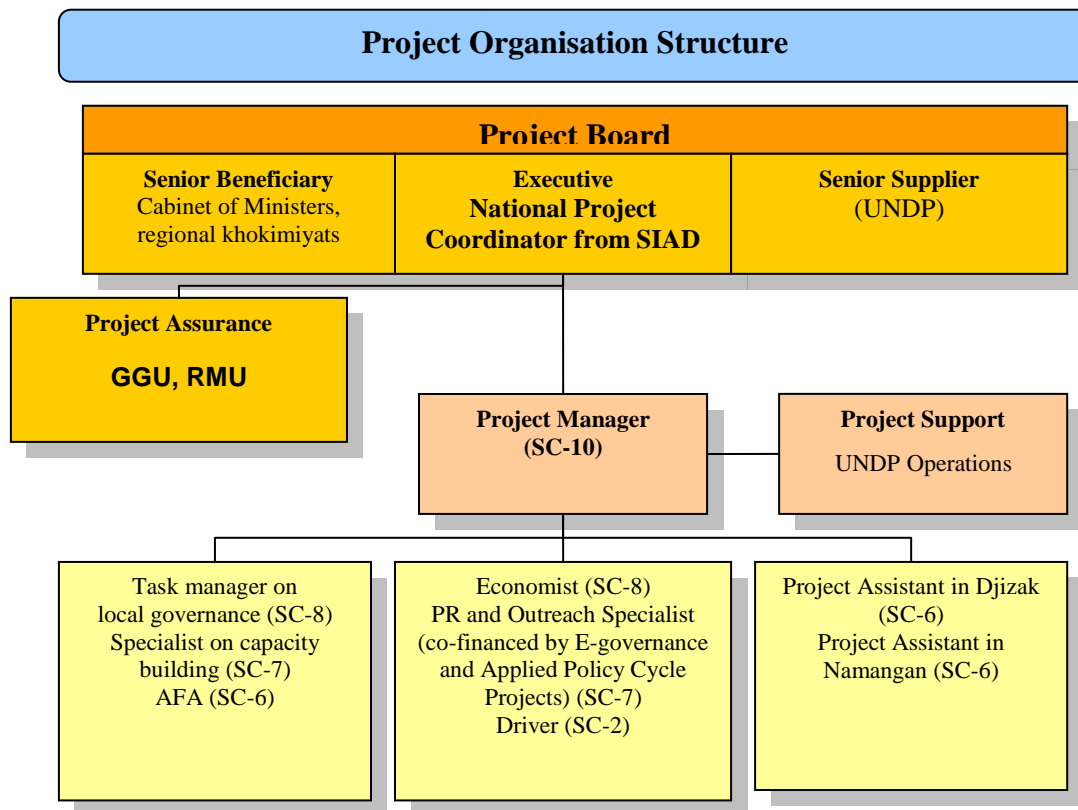 Project Organisation Structure
Project Board
Senior Beneficiary
Cabinet of Ministers,
regional khokimiyats
Executive
National Project
Coordinator from SIAD
Senior Supplier
(UNDP)
Project Assurance
GGU, RMU
Project Manager
(SC-10)
Project Support
UNDP Operations
Task manager on
local governance (SC-8)
Specialist on capacity
building (SC-7)
AFA (SC-6)
Economist (SC-8)
PR and Outreach Specialist
(co-financed by E-governance
and Applied Policy Cycle
Projects) (SC-7)
Driver (SC-2)
Project Assistant in Djizak
(SC-6)
Project Assistant in
Namangan (SC-6)